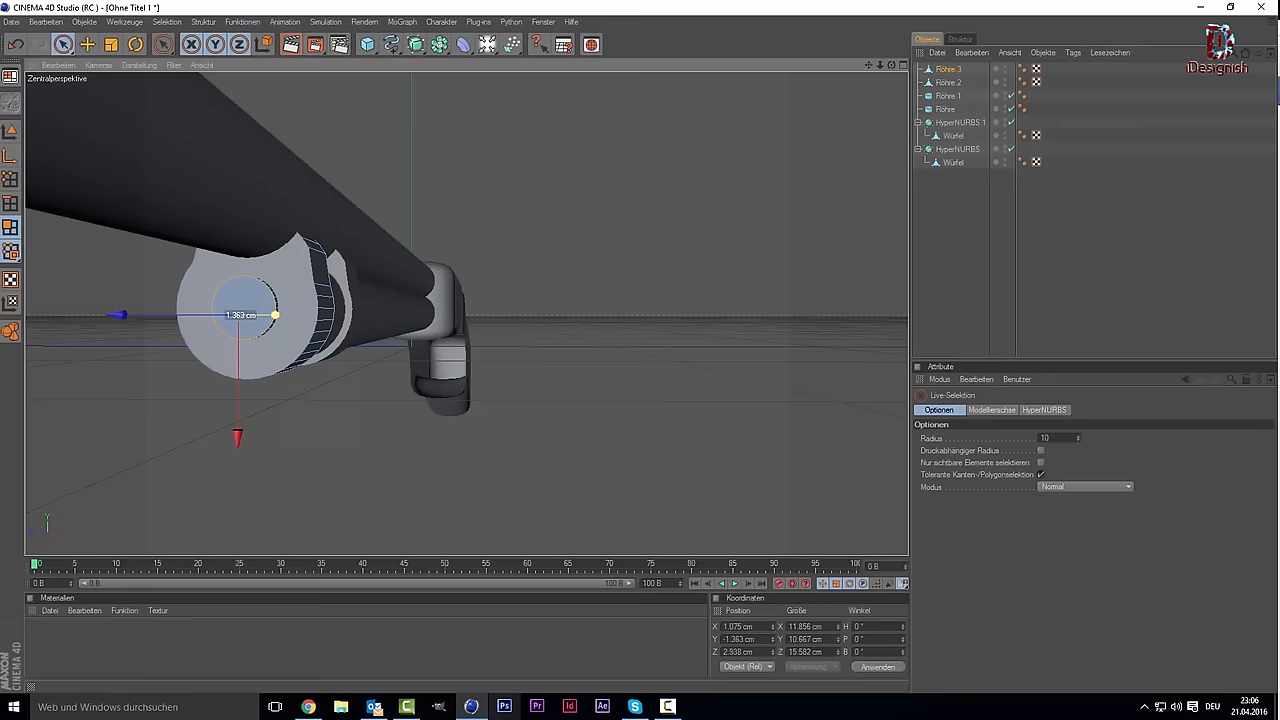 CINEMA 4D Studio (RC ) - [Ohne Titel 1 *]
Datei Bearbeiten Objekte Werkzeuge Selektion Struktur Funktionen Animation Simulation Rendern MoGraph Charakter Plug-ins Python Fenster Hilfe
Bearbeiten Kameras Darstellung Filter Ansicht
Zentralperspektive
1.363 cm
Y
Objekte Struktur
Datei Bearbeiten Ansicht Objekte Tags Lesezeichen
iDesignish
Röhre.3
Röhre.2
Röhre 1
Röhre
HyperNURBS 1
Würfel
HyperNURBS
Würfel
Attribute
Modus Bearbeiten Benutzer
Live-Selektion
Optionen Modellierachse HyperNURBS
Optionen
Radius 10
Druckabhängiger Radius
Nur sichtbare Elemente selektieren
Tolerante Kanten-/Polygonselektion
Modus Normal
0 5 10 15 20 25 30 35 40 45 50 55 60 65 70 75 80 85 90 95 100 0 B
0 B 0 B 100 B 100 B
Materialien
Datei Bearbeiten Funktion Textur
Koordinaten
Position Größe Winkel
X 1.075 cm X 11.856 cm H 0 °
Y -1.363 cm Y 10.667 cm P 0 °
Z 2.938 cm Z 15.582 cm B 0 °
Objekt (Rel) Abmessung Anwenden
MAXON CINEMA 4D
Web und Windows durchsuchen
DEU
23:06
21.04.2016